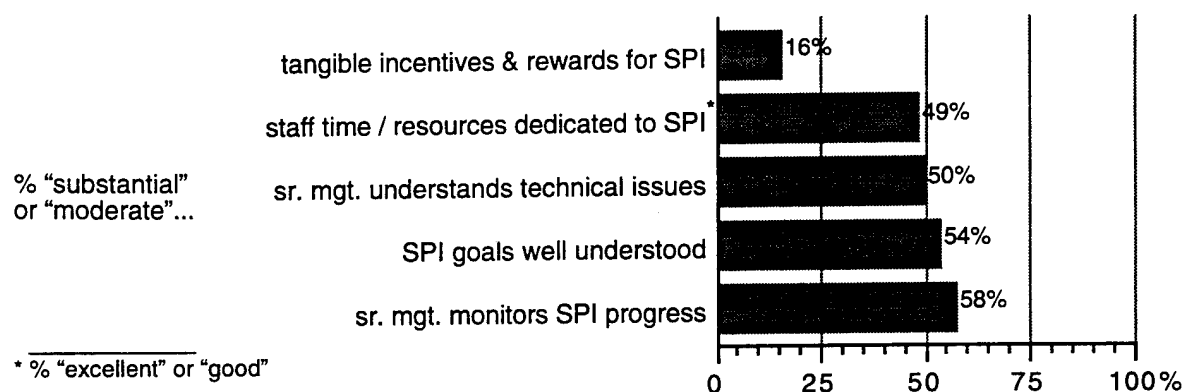 tangible incentives & rewards for SPI 16%
staff time / resources dedicated to SPI* 49%
% “substantial”
or “moderate”...
sr. mgt. understands technical issues 50%
SPI goals well understood 54%
sr. mgt. monitors SPI progress 58%
* % “excellent” or “good”
0 25 50 75 100%